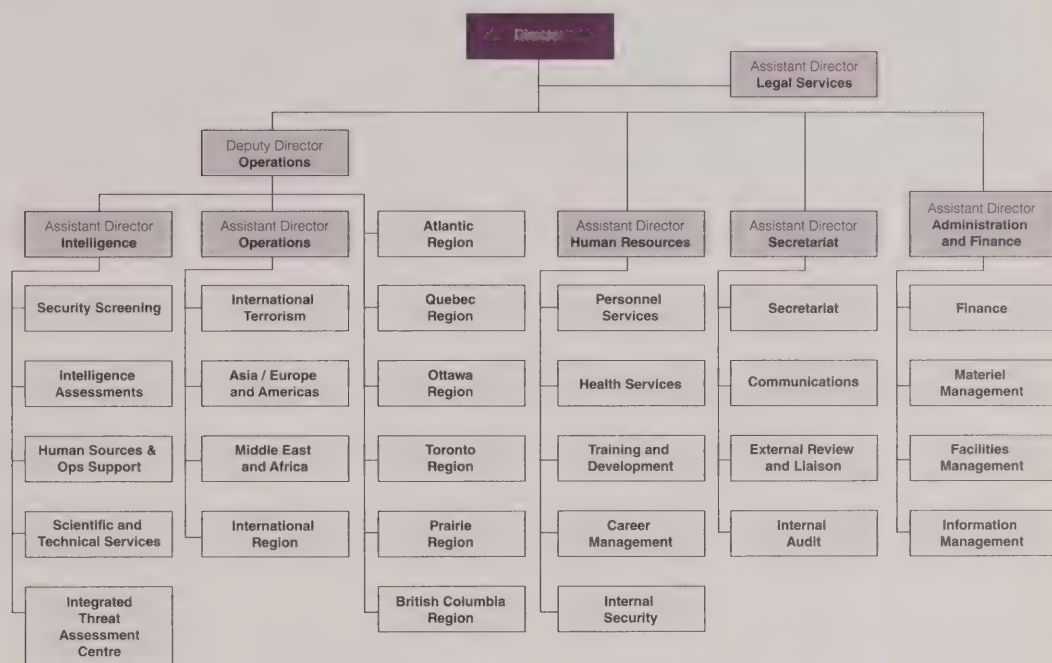 Director
Assistant Director
Legal Services
Deputy Director
Operations
Assistant Director
Intelligence
Security Screening
Intelligence
Assessments
Human Sources &
Ops Support
Scientific and
Technical Services
Integrated
Threat
Assessment
Centre
Assistant Director
Operations
International
Terrorism
Asia / Europe
and Americas
Middle East
and Africa
International
Region
Atlantic
Region
Quebec
Region
Ottawa
Region
Toronto
Region
Prairie
Region
British Columbia
Region
Assistant Director
Human Resources
Personnel
Services
Health Services
Training and
Development
Career
Management
Internal
Security
Assistant Director
Secretariat
Secretariat
Communications
External Review
and Liaison
Internal
Audit
Assistant Director
Administration
and Finance
Finance
Materiel
Management
Facilities
Management
Information
Management